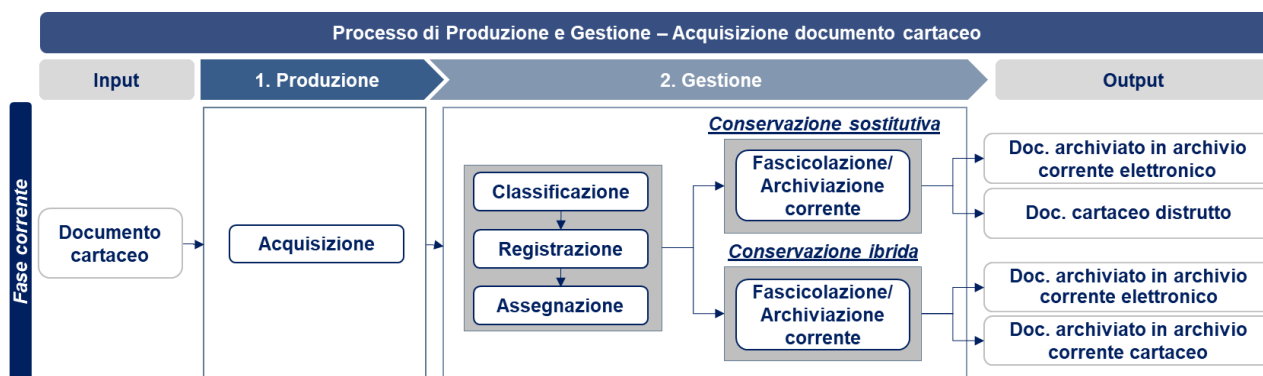 Processo di Produzione e Gestione – Acquisizione documento cartaceo
Input
1. Produzione
2. Gestione
Output
Fase corrente
Documento
cartaceo
Acquisizione
Classificazione
Registrazione
Assegnazione
Conservazione sostitutiva
Fascicolazione/
Archiviazione
corrente
Conservazione ibrida
Fascicolazione/
Archiviazione
corrente
Doc. archiviato in archivio
corrente elettronico
Doc. cartaceo distrutto
Doc. archiviato in archivio
corrente elettronico
Doc. archiviato in archivio
corrente cartaceo